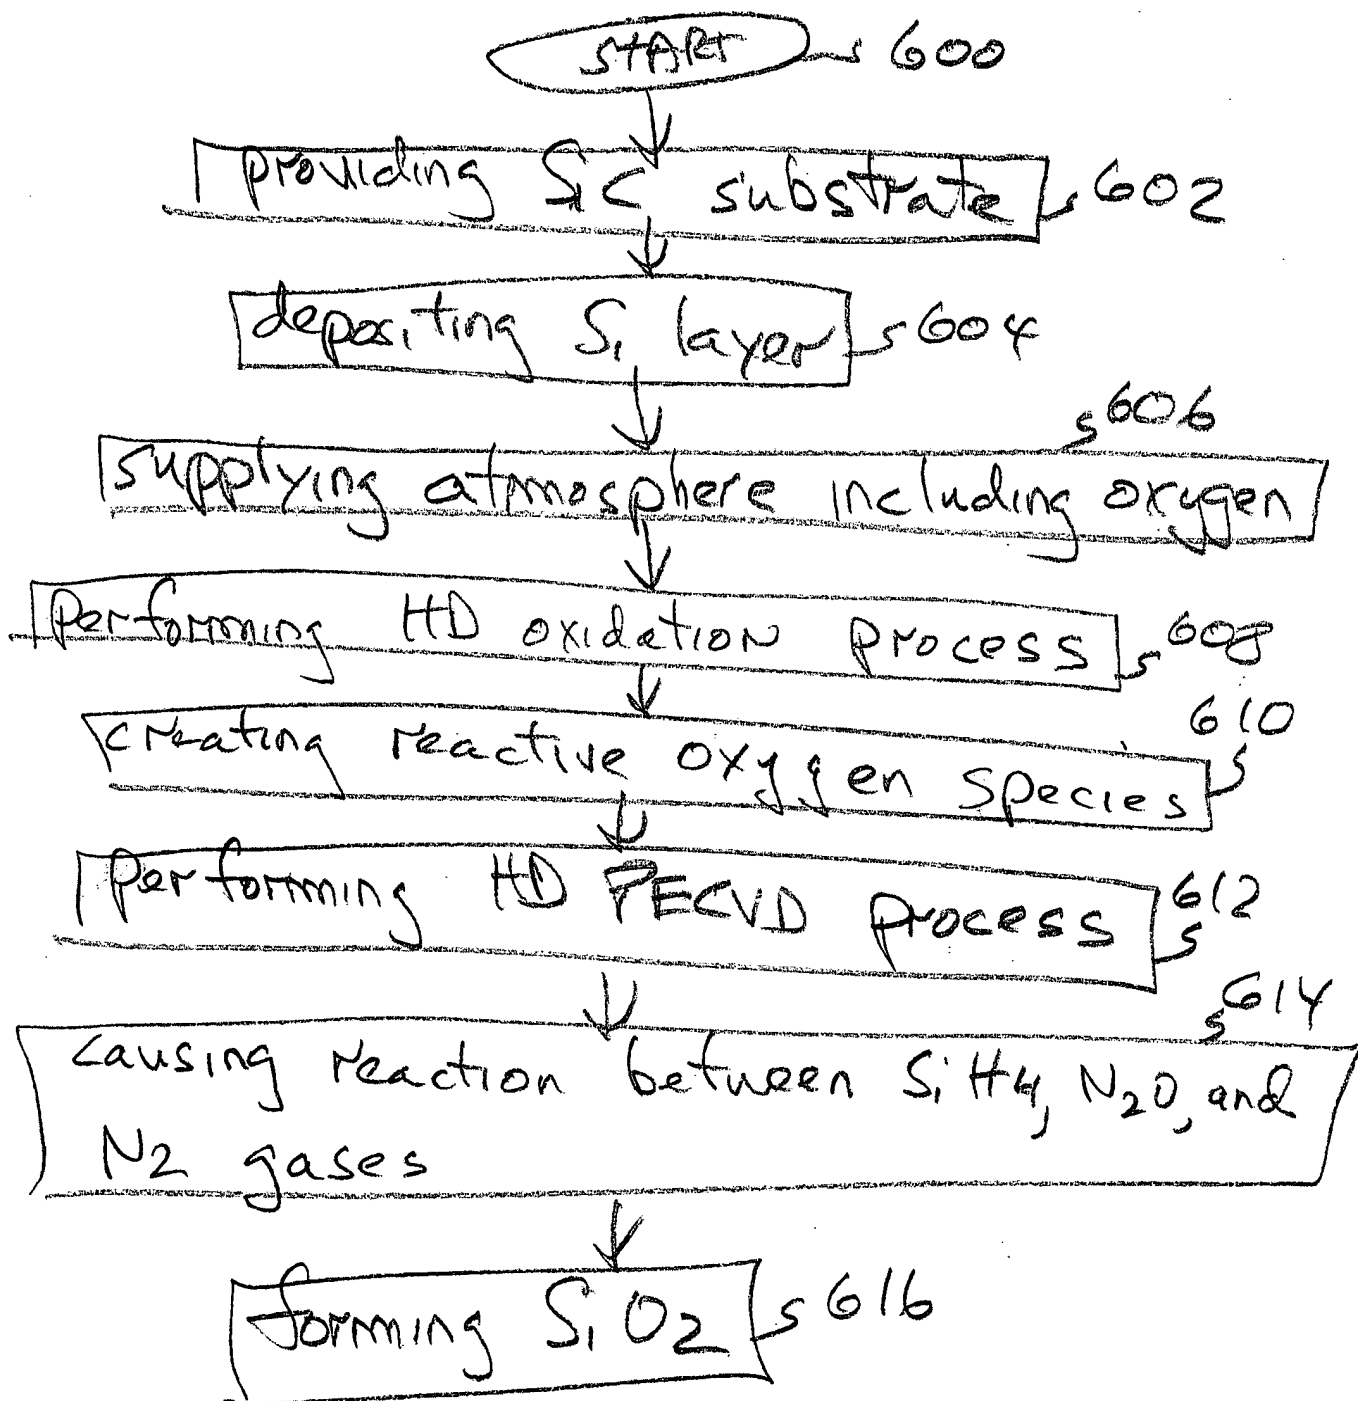 START 600
providing SiC substrate 602
depositing Si layer 604
606
supplying atmosphere including oxygen
Performing HD oxidation process 608
610
creating reactive oxygen species
Performing HD PECVD process 612
614
causing reaction between SiH4, N2O, and
N2 gases
forming SiO2 616